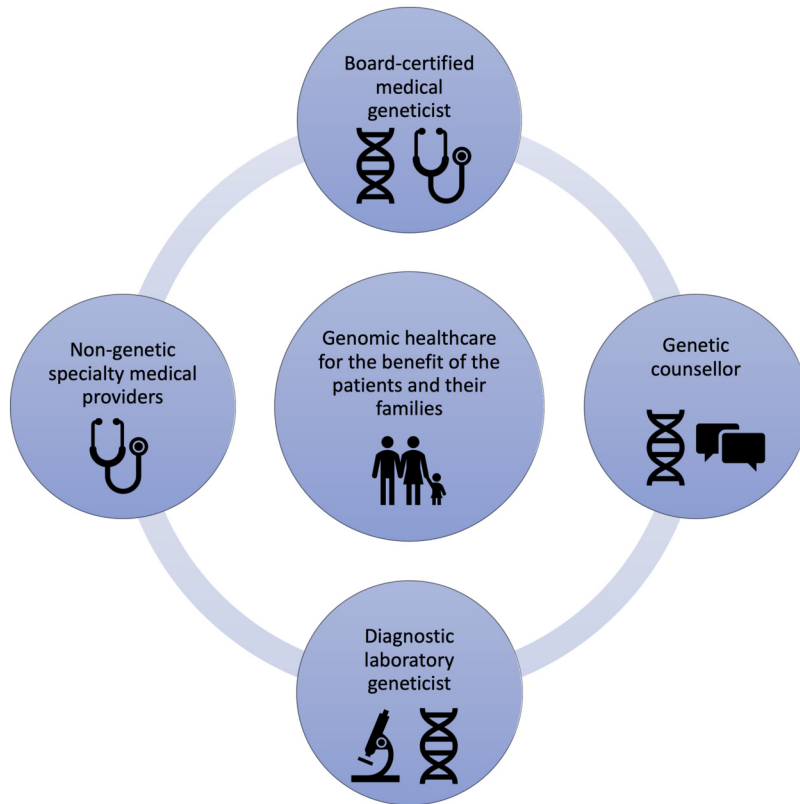 Board-certified
medical
geneticist
Non-genetic
specialty medical
providers
Genomic healthcare
for the benefit of the
patients and their
families
Genetic
counsellor
Diagnostic
laboratory
geneticist